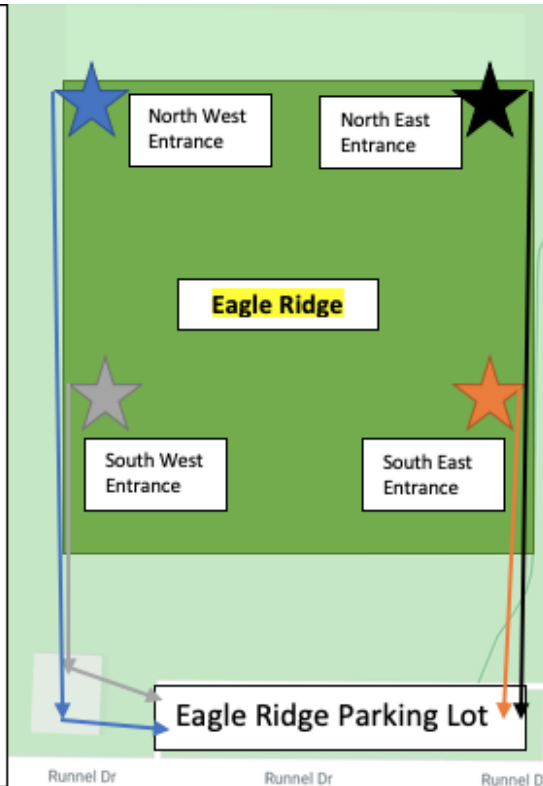 North West
Entrance
North East
Entrance
Eagle Ridge
South West
Entrance
South East
Entrance
Eagle Ridge Parking Lot
Runnel Dr
Runnel Dr
Runnel D